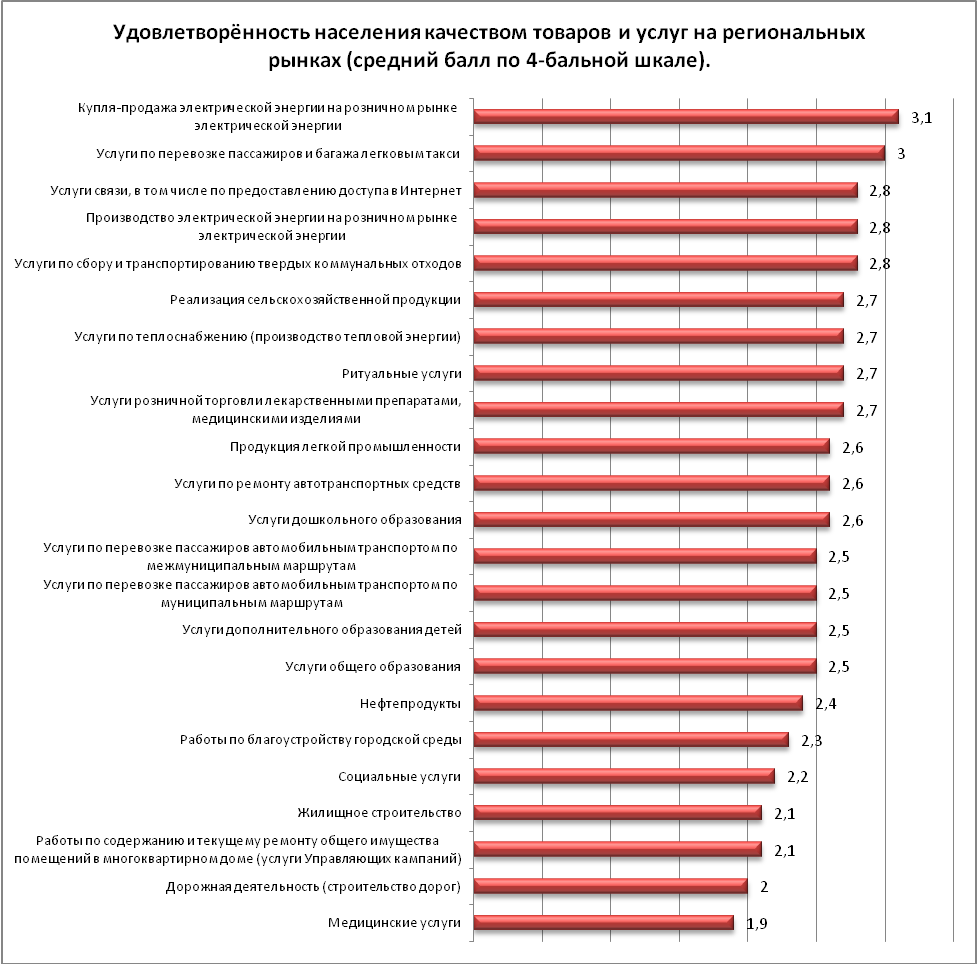 Удовлетворённость населения качеством товаров и услуг на региональных
рынках (средний балл по 4-бальной шкале).
Купля-продажа электрической энергии на розничном рынке
электрической энергии
3,1
Услуги по перевозке пассажиров и багажа легковым такси
3
Услуги связи, в том числе по предоставлению доступа в Интернет
2,8
Производство электрической энергии на розничном рынке
электрической энергии
2,8
Услуги по сбору и транспортированию твердых коммунальных отходов
2,8
Реализация сельскохозяйственной продукции
2,7
Услуги по теплоснабжению (производство тепловой энергии)
2,7
Ритуальные услуги
2,7
Услуги розничной торговли лекарственными препаратами,
медицинскими изделиями
2,7
Продукция легкой промышленности
2,6
Услуги по ремонту автотранспортных средств
2,6
Услуги дошкольного образования
2,6
Услуги по перевозке пассажиров автомобильным транспортом по
межмуниципальным маршрутам
2,5
Услуги по перевозке пассажиров автомобильным транспортом по
муниципальным маршрутам
2,5
Услуги дополнительного образования детей
2,5
Услуги общего образования
2,5
Нефтепродукты
2,4
Работы по благоустройству городской среды
2,3
Социальные услуги
2,2
Жилищное строительство
2,1
Работы по содержанию и текущему ремонту общего имущества
помещений в многоквартирном доме (услуги Управляющих кампаний)
2,1
Дорожная деятельность (строительство дорог)
2
Медицинские услуги
1,9